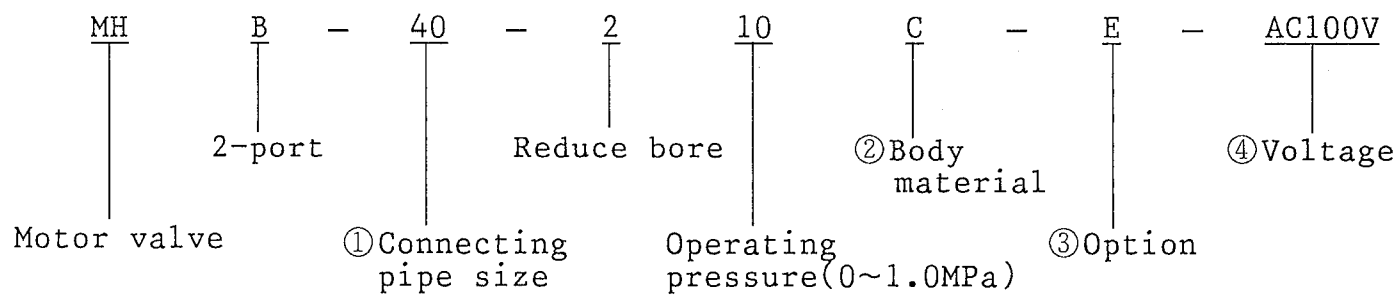 MH B - 40 - 2 10 C - E - AC100V
2-port Reduce bore ②Body material ④Voltage
Motor valve ①Connecting pipe size Operating pressure(0~1.0MPa) ③Option